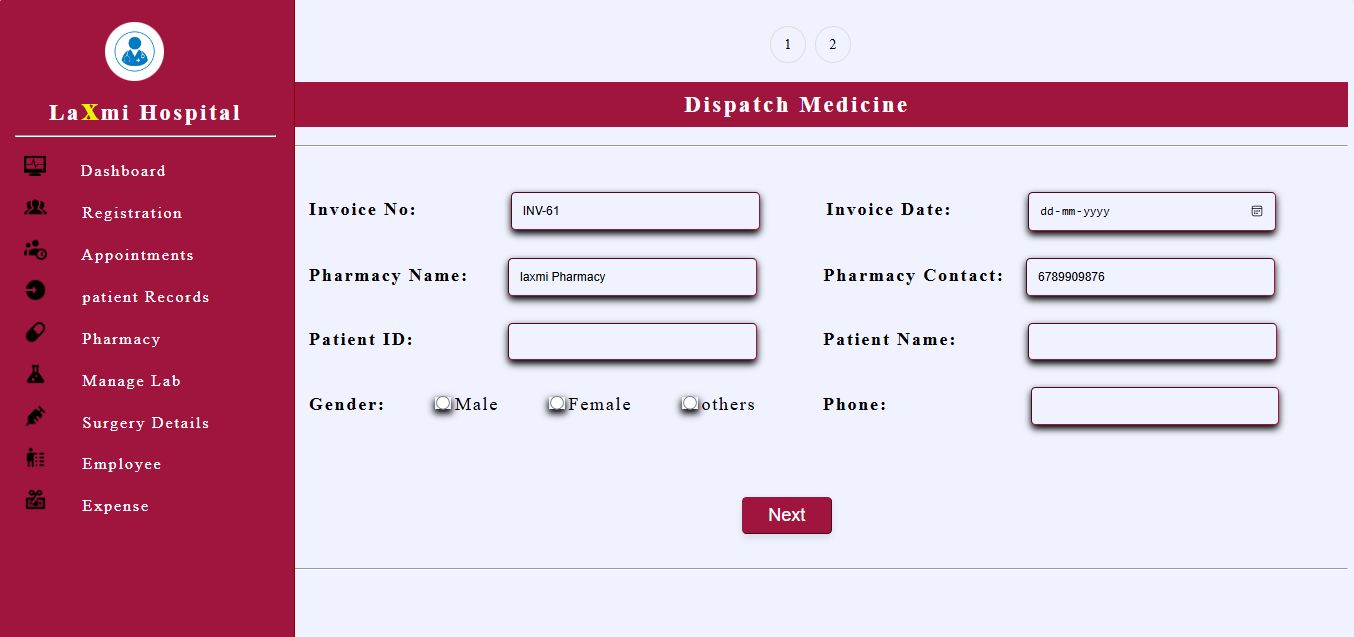 LaXmi Hospital
Dashboard
Registration
Appointments
patient Records
Pharmacy
Manage Lab
Surgery Details
Employee
Expense
1 2
Dispatch Medicine
Invoice No: INV-61 Invoice Date: dd-mm-yyyy
Pharmacy Name: laxmi Pharmacy Pharmacy Contact: 6789909876
Patient ID: Patient Name:
Gender: Male Female others Phone:
Next